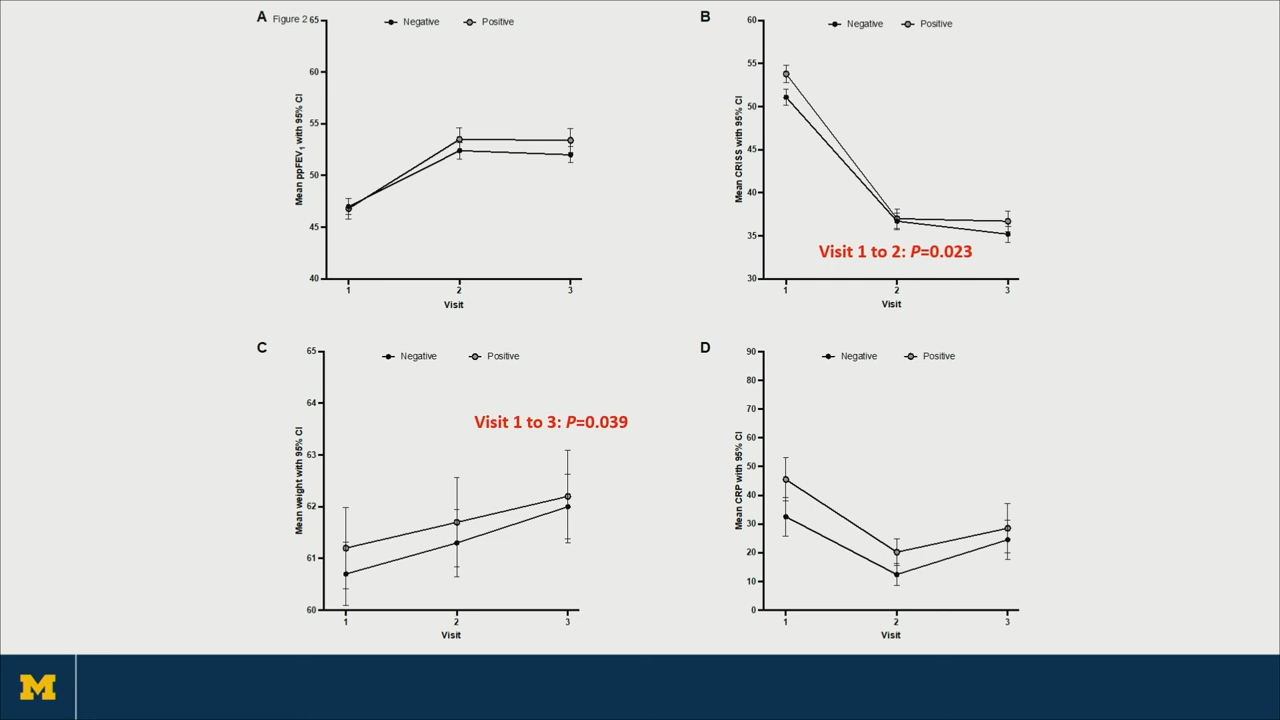 A Figure 2
Negative Positive
65
60
55
50
45
40
Mean ppFEV1 with 95% CI
1 2 3
Visit
B
Negative Positive
60
55
50
45
40
35
30
Mean CRISS with 95% CI
Visit 1 to 2: P=0.023
1 2 3
Visit
C
Negative Positive
65
64
63
62
61
60
Mean weight with 95% CI
Visit 1 to 3: P=0.039
1 2 3
Visit
D
Negative Positive
90
80
70
60
50
40
30
20
10
0
Mean CRP with 95% CI
1 2 3
Visit
M